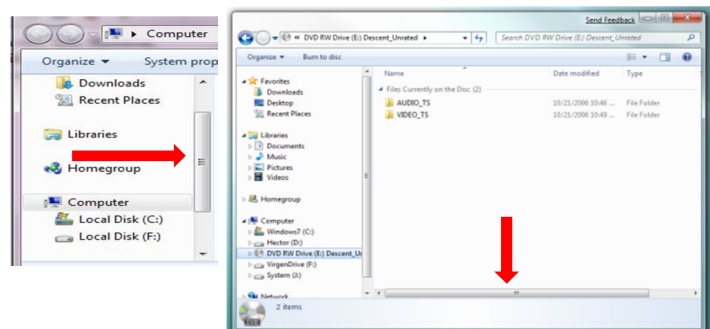 Computer
Organize System prop
Downloads
Recent Places
Libraries
Homegroup
Computer
Local Disk (C:)
Local Disk (F:)
Send Feedback
« DVD RW Drive (E:) Descent_Unrated
Search DVD RW Drive (E:) Descent_Unrated
Organize Burn to disc
Name Date modified Type
Favorites
Downloads
Desktop
Recent Places
Libraries
Documents
Music
Pictures
Videos
Homegroup
Computer
Windows7 (C:)
Hector (D:)
DVD RW Drive (E:) Descent_Un
VirgenDrive (F:)
System (J:)
Network
Files Currently on the Disc (2)
AUDIO_TS 10/21/2006 10:46 ... File Folder
VIDEO_TS 10/21/2006 10:49 ... File Folder
2 items
DVD